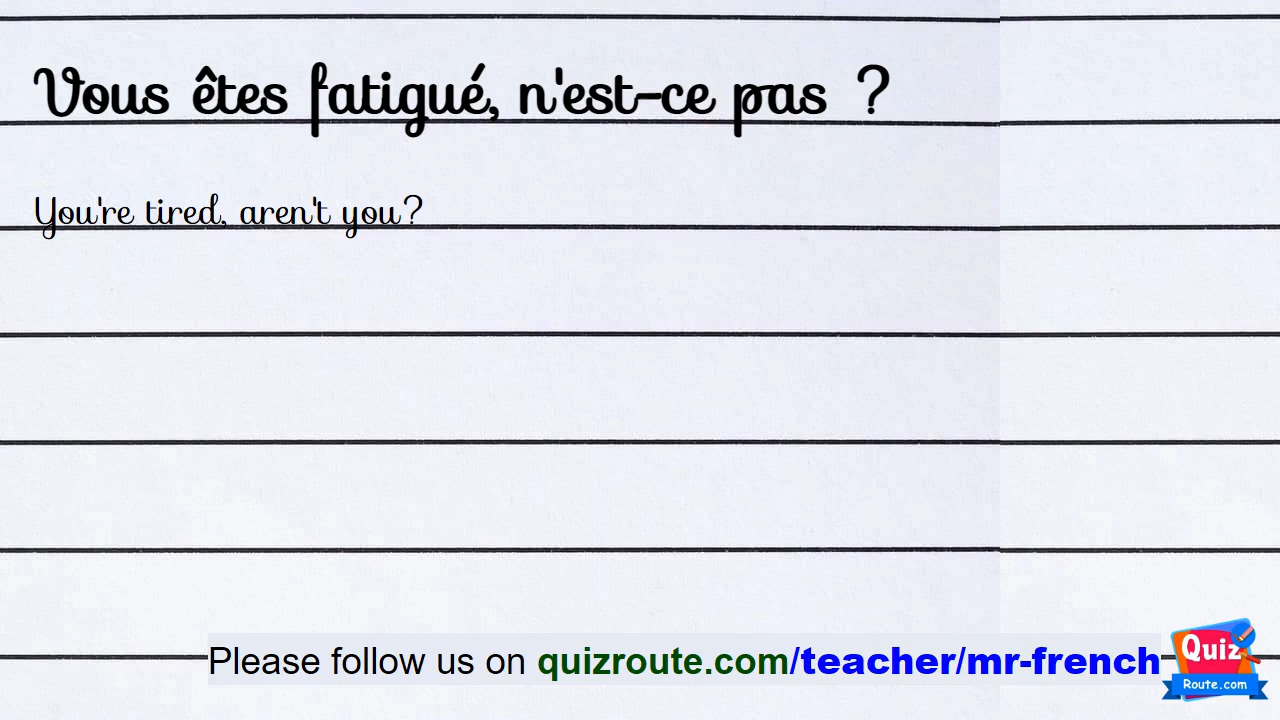 Vous êtes fatigué, n'est-ce pas ?
You're tired, aren't you?
Please follow us on quizroute.com/teacher/mr-french
Quiz
Route.com